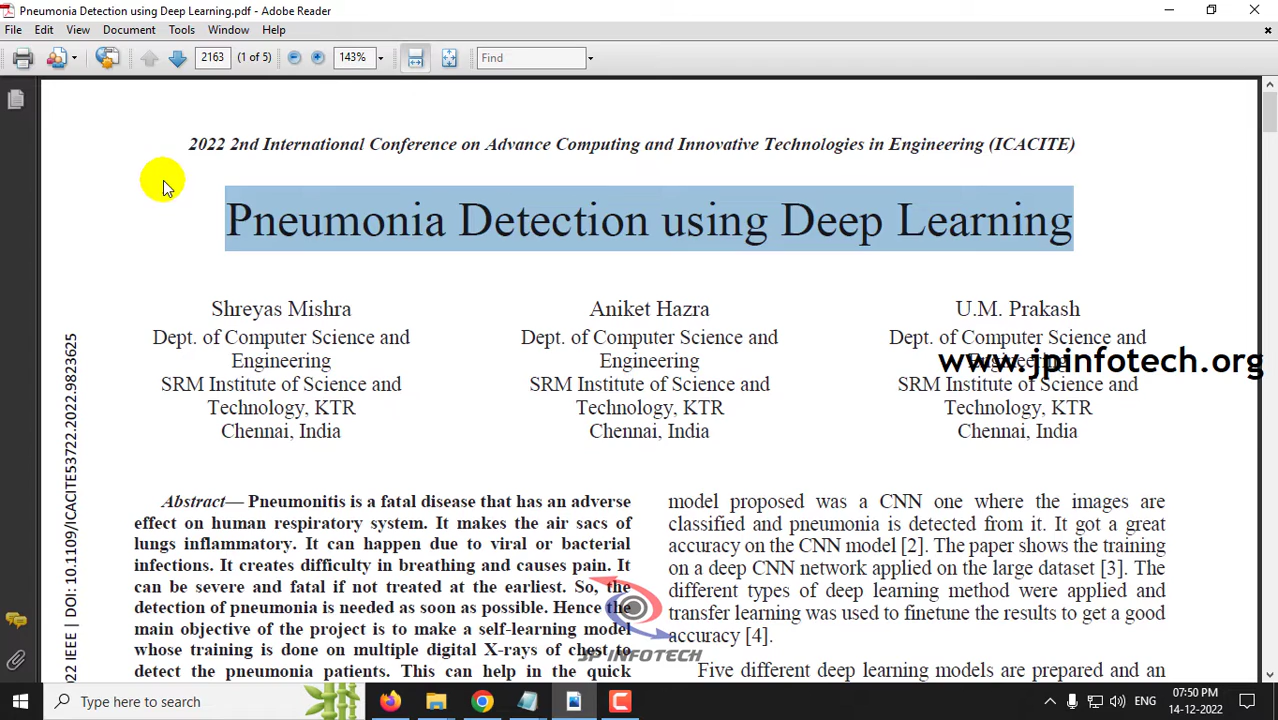 Pneumonia Detection using Deep Learning.pdf - Adobe Reader
File Edit View Document Tools Window Help
2163 (1 of 5) 143% Find
2022 2nd International Conference on Advance Computing and Innovative Technologies in Engineering (ICACITE)
Pneumonia Detection using Deep Learning
Shreyas Mishra
Dept. of Computer Science and
Engineering
SRM Institute of Science and
Technology, KTR
Chennai, India
Aniket Hazra
Dept. of Computer Science and
Engineering
SRM Institute of Science and
Technology, KTR
Chennai, India
U.M. Prakash
Dept. of Computer Science and
Engineering
SRM Institute of Science and
Technology, KTR
Chennai, India
www.jpinfotech.org
2022 IEEE | DOI: 10.1109/ICACITE53722.2022.9823625
Abstract— Pneumonitis is a fatal disease that has an adverse
effect on human respiratory system. It makes the air sacs of
lungs inflammatory. It can happen due to viral or bacterial
infections. It creates difficulty in breathing and causes pain. It
can be severe and fatal if not treated at the earliest. So, the
detection of pneumonia is needed as soon as possible. Hence the
main objective of the project is to make a self-learning model
whose training is done on multiple digital X-rays of chest to
detect the pneumonia patients. This can help in the quick
model proposed was a CNN one where the images are
classified and pneumonia is detected from it. It got a great
accuracy on the CNN model [2]. The paper shows the training
on a deep CNN network applied on the large dataset [3]. The
different types of deep learning method were applied and
transfer learning was used to finetune the results to get a good
accuracy [4].
Five different deep learning models are prepared and an
JP INFOTECH
Type here to search
ENG
07:50 PM
14-12-2022